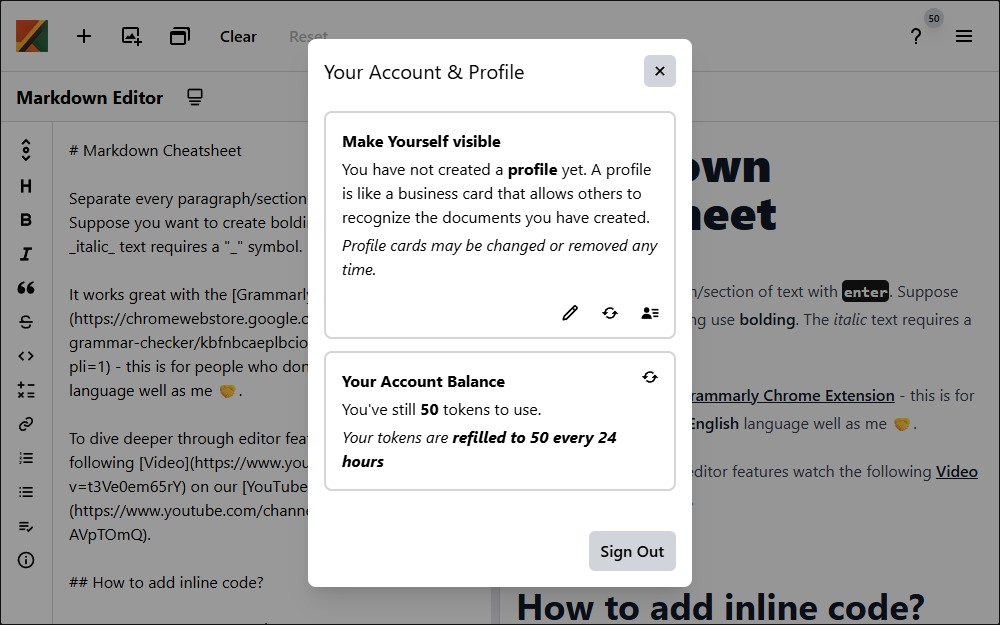 Clear
Reset
50
?
Markdown Editor
Your Account & Profile
Make Yourself visible
You have not created a profile yet. A profile
is like a business card that allows others to
recognize the documents you have created.
Profile cards may be changed or removed any
time.
Your Account Balance
You've still 50 tokens to use.
Your tokens are refilled to 50 every 24
hours
Sign Out
H
B
I
# Markdown Cheatsheet
Separate every paragraph/section
Suppose you want to create boldin
_italic_ text requires a "_" symbol.
It works great with the [Grammarly
(https://chromewebstore.google.c
grammar-checker/kbfnbcaeplbcio
pli=1) - this is for people who don
language well as me 🤝.
To dive deeper through editor feat
following [Video](https://www.you
v=t3Ve0em65rY) on our [YouTube
(https://www.youtube.com/channe
AVpTOmQ).
## How to add inline code?
own
sheet
h/section of text with enter. Suppose
ng use bolding. The italic text requires a
rammarly Chrome Extension - this is for
English language well as me 🤝.
editor features watch the following Video
How to add inline code?